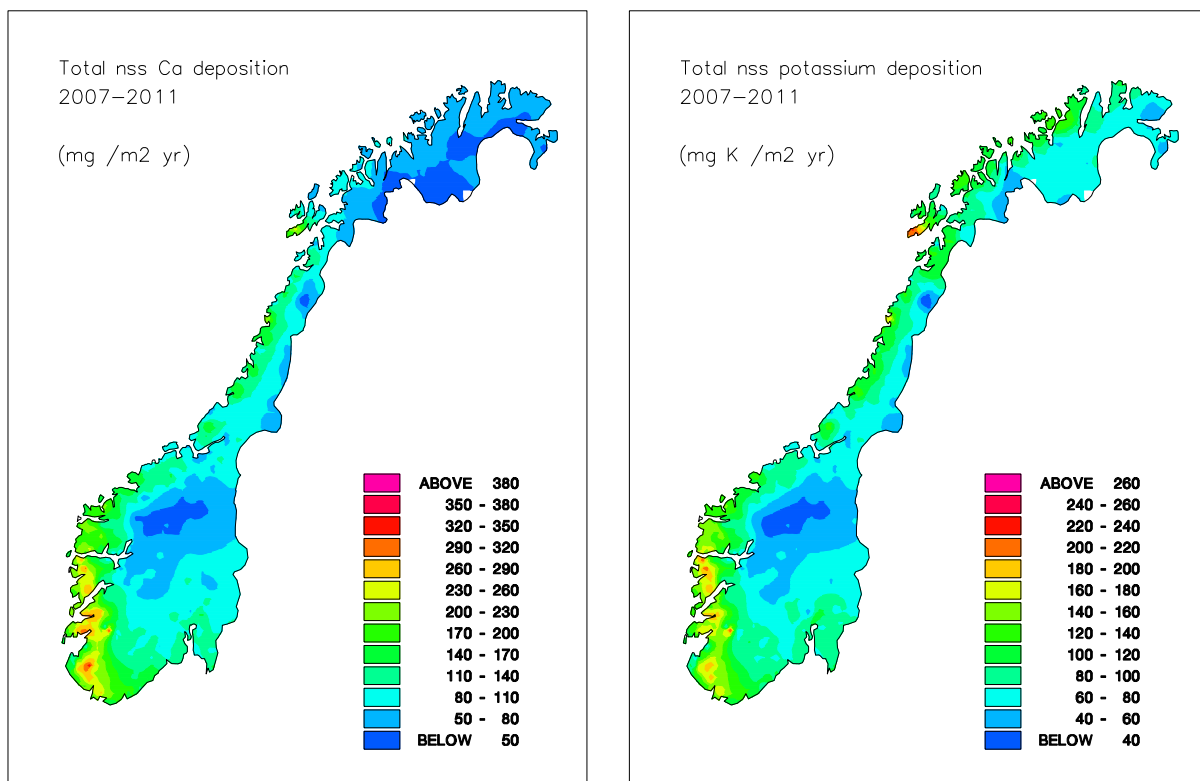 Total nss Ca deposition
2007-2011
(mg /m2 yr)
ABOVE 380
350 - 380
320 - 350
290 - 320
260 - 290
230 - 260
200 - 230
170 - 200
140 - 170
110 - 140
80 - 110
50 - 80
BELOW 50
Total nss potassium deposition
2007-2011
(mg K /m2 yr)
ABOVE 260
240 - 260
220 - 240
200 - 220
180 - 200
160 - 180
140 - 160
120 - 140
100 - 120
80 - 100
60 - 80
40 - 60
BELOW 40